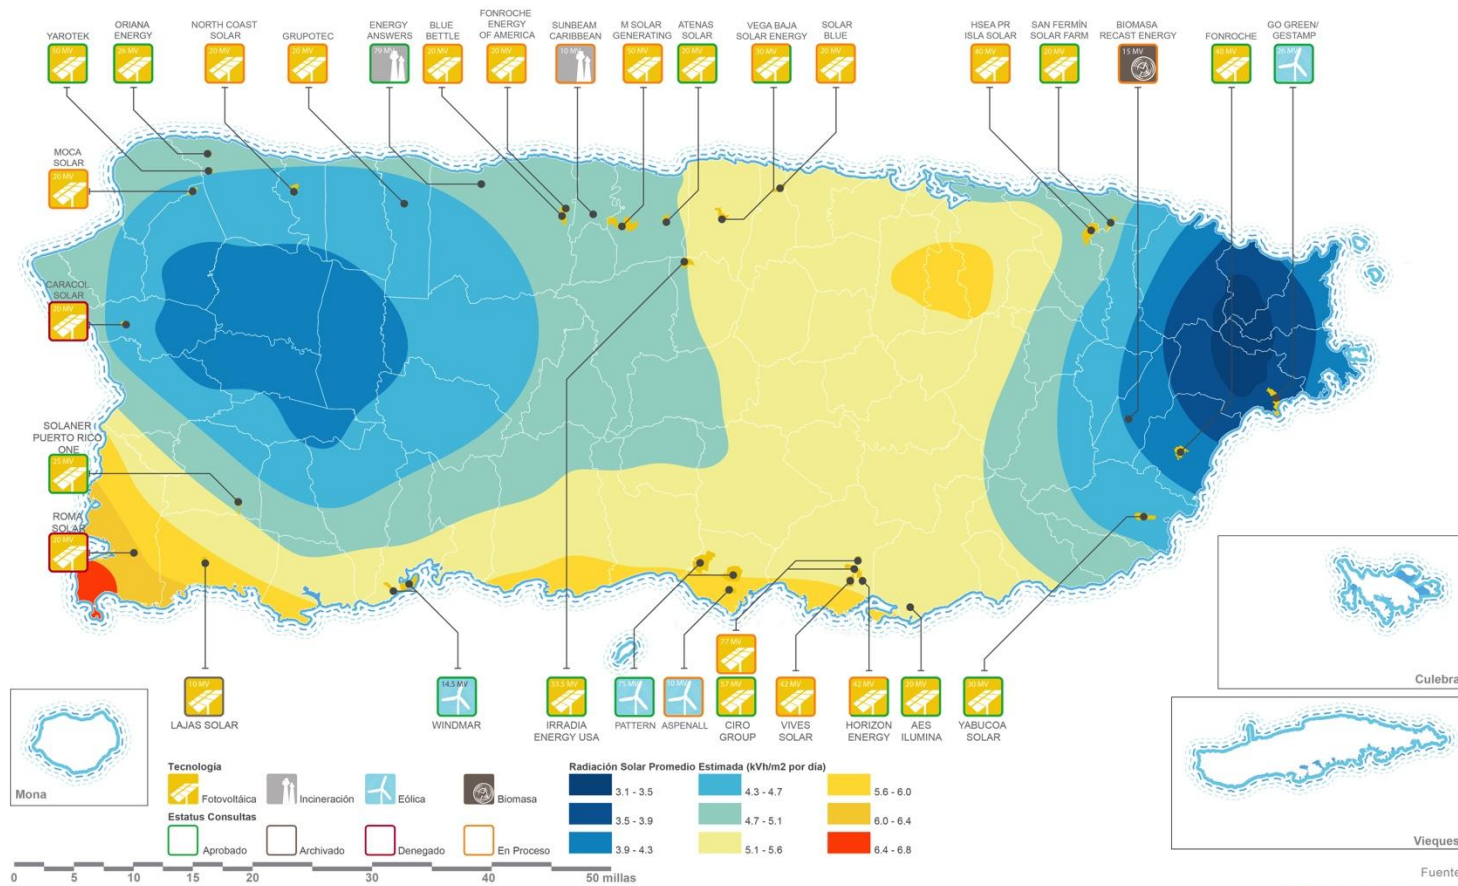 YAROTEK
50 MV
ORIANA
ENERGY
26 MV
NORTH COAST
SOLAR
20 MV
GRUPOTEC
20 MV
ENERGY
ANSWERS
79 MV
BLUE
BETTLE
20 MV
FONROCHE
ENERGY
OF AMERICA
20 MV
SUNBEAM
CARIBBEAN
10 MV
M SOLAR
GENERATING
50 MV
ATENAS
SOLAR
20 MV
VEGA BAJA
SOLAR ENERGY
30 MV
SOLAR
BLUE
20 MV
HSEA PR
ISLA SOLAR
40 MV
SAN FERMÍN
SOLAR FARM
20 MV
BIOMASA
RECAST ENERGY
15 MV
FONROCHE
40 MV
GO GREEN/
GESTAMP
26 MV
MOCA
SOLAR
20 MV
CARACOL
SOLAR
20 MV
SOLANER
PUERTO RICO
ONE
25 MV
ROMA
SOLAR
20 MV
10 MV
LAJAS SOLAR
14.5 MV
WINDMAR
33.5 MV
IRRADIA
ENERGY USA
75 MV
PATTERN
10 MV
ASPENALL
77 MV
57 MV
CIRO
GROUP
42 MV
VIVES
SOLAR
42 MV
HORIZON
ENERGY
20 MV
AES
ILUMINA
30 MV
YABUCOA
SOLAR
Culebra
Vieques
Mona
Tecnología
Fotovoltáica
Incineración
Eólica
Biomasa
Estatus Consultas
Aprobado
Archivado
Denegado
En Proceso
Radiación Solar Promedio Estimada (kVh/m2 por día)
3.1 - 3.5
3.5 - 3.9
3.9 - 4.3
4.3 - 4.7
4.7 - 5.1
5.1 - 5.6
5.6 - 6.0
6.0 - 6.4
6.4 - 6.8
0 5 10 15 20 30 40 50 millas
Fuente